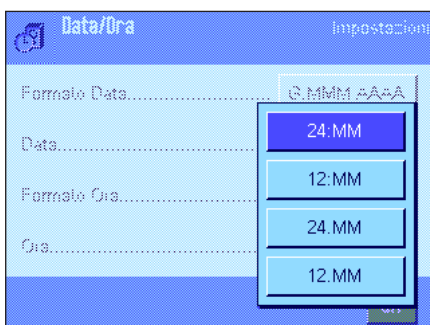 Data/Ora
Impostazioni
Formato Data
G.MMM AAAA
Data
24:MM
12:MM
Formato Ora
24.MM
Ora
12.MM